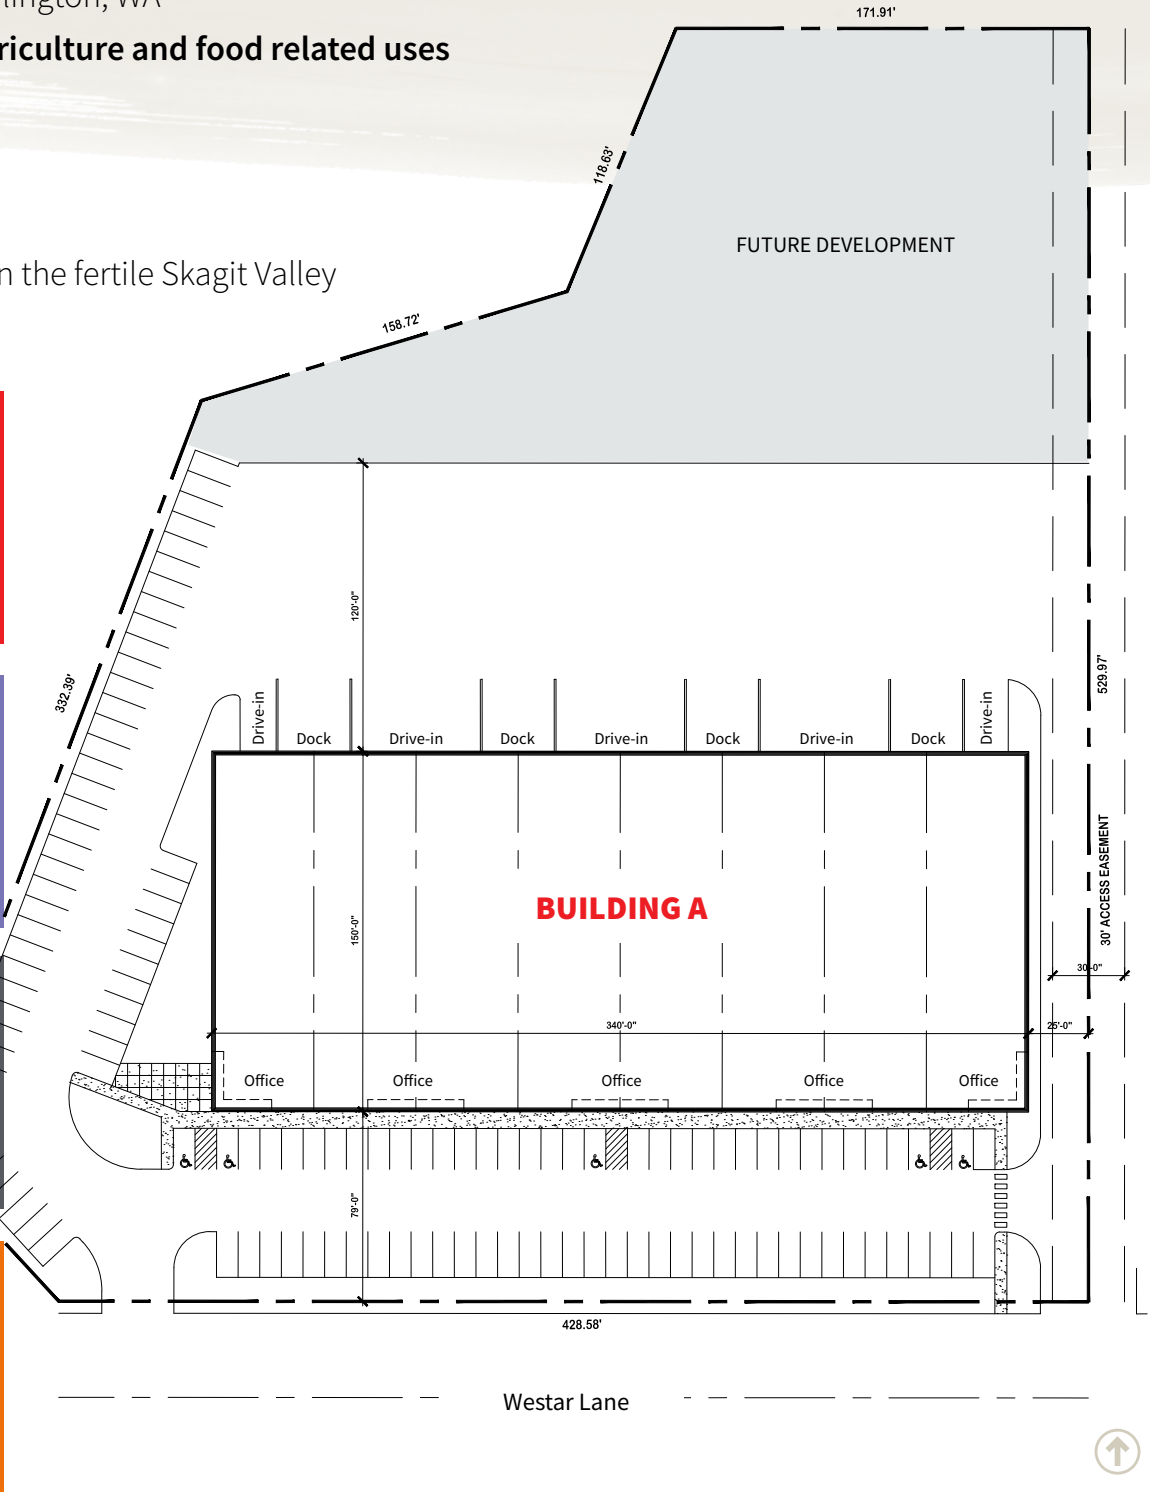 lington, WA
171.91'
riculture and food related uses
118.63'
FUTURE DEVELOPMENT
n the fertile Skagit Valley
158.72'
120'-0"
332.39'
529.97'
Drive-in Dock Drive-in Dock Drive-in Dock Drive-in Dock Drive-in
30' ACCESS EASEMENT
BUILDING A
150'-0"
30'-0"
340'-0"
25'-0"
Office Office Office Office Office
79'-0"
428.58'
Westar Lane